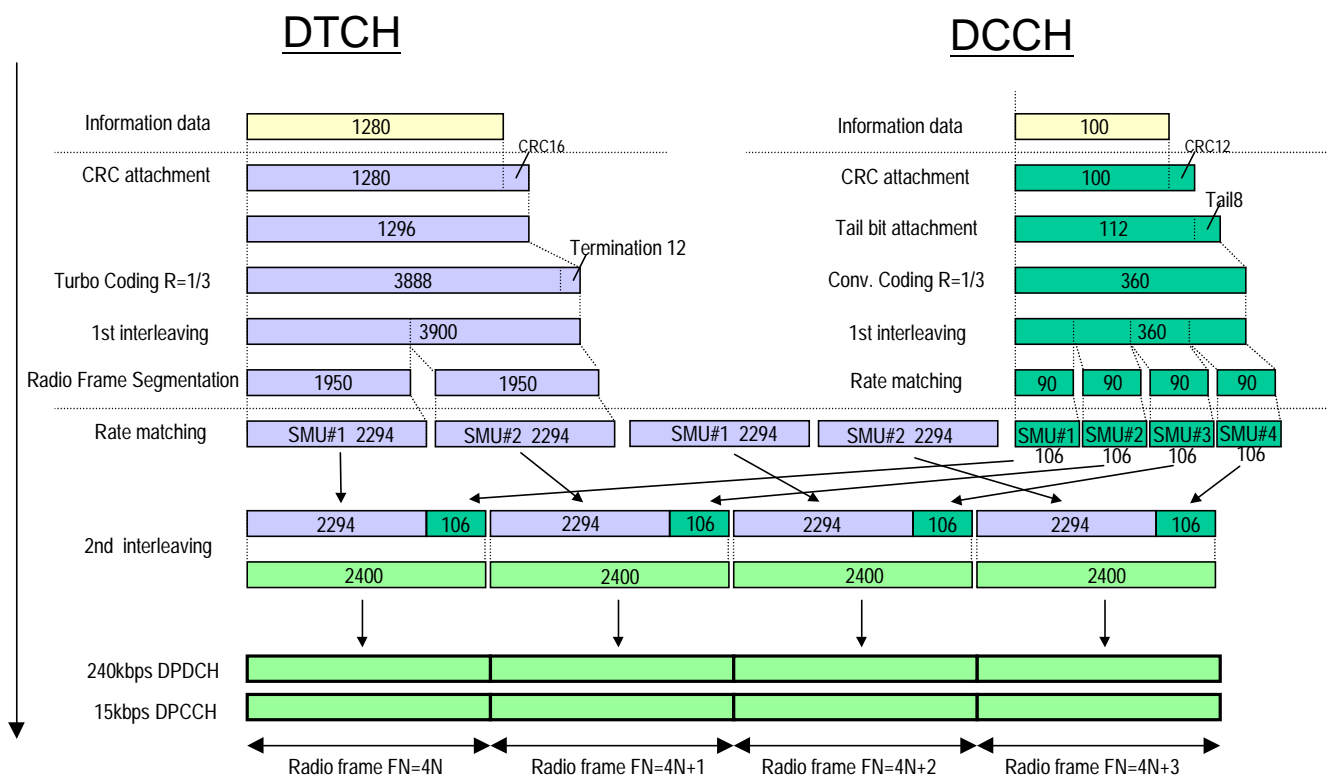 DTCH
DCCH
Information data
1280
Information data
100
CRC16
CRC12
CRC attachment
1280
CRC attachment
100
Tail8
1296
Tail bit attachment
112
Termination 12
Turbo Coding R=1/3
3888
Conv. Coding R=1/3
360
1st interleaving
3900
1st interleaving
360
Radio Frame Segmentation
1950
1950
Rate matching
90
90
90
90
Rate matching
SMU#1 2294
SMU#2 2294
SMU#1 2294
SMU#2 2294
SMU#1
SMU#2
SMU#3
SMU#4
106
106
106
106
2294
106
2294
106
2294
106
2294
106
2nd interleaving
2400
2400
2400
2400
240kbps DPDCH
15kbps DPCCH
Radio frame FN=4N
Radio frame FN=4N+1
Radio frame FN=4N+2
Radio frame FN=4N+3